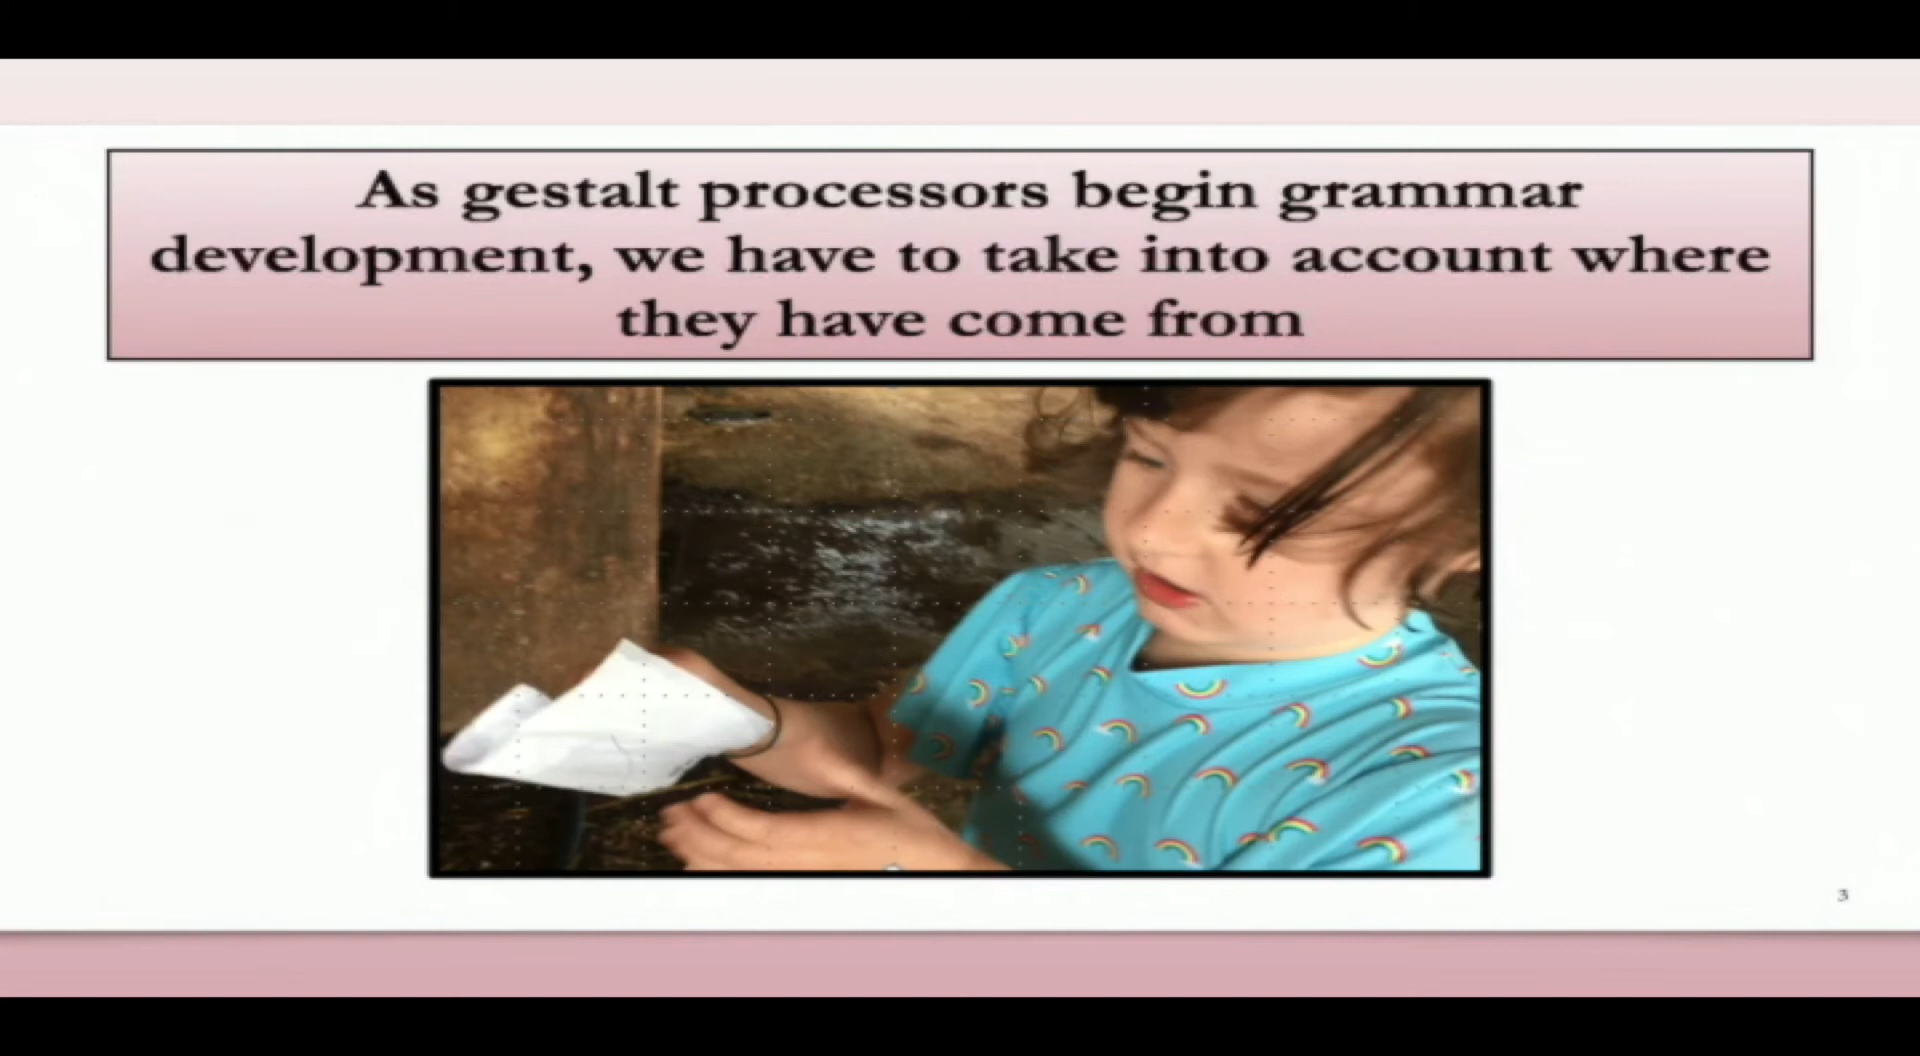 As gestalt processors begin grammar
development, we have to take into account where
they have come from
3